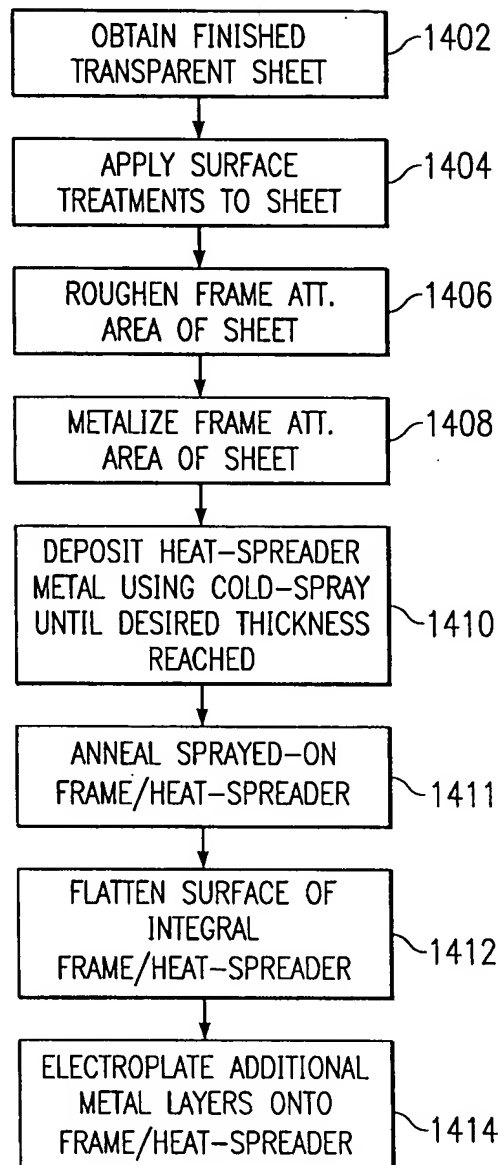 OBTAIN FINISHED
TRANSPARENT SHEET
1402
APPLY SURFACE
TREATMENTS TO SHEET
1404
ROUGHEN FRAME ATT.
AREA OF SHEET
1406
METALIZE FRAME ATT.
AREA OF SHEET
1408
DEPOSIT HEAT-SPREADER
METAL USING COLD-SPRAY
UNTIL DESIRED THICKNESS
REACHED
1410
ANNEAL SPRAYED-ON
FRAME/HEAT-SPREADER
1411
FLATTEN SURFACE OF
INTEGRAL
FRAME/HEAT-SPREADER
1412
ELECTROPLATE ADDITIONAL
METAL LAYERS ONTO
FRAME/HEAT-SPREADER
1414